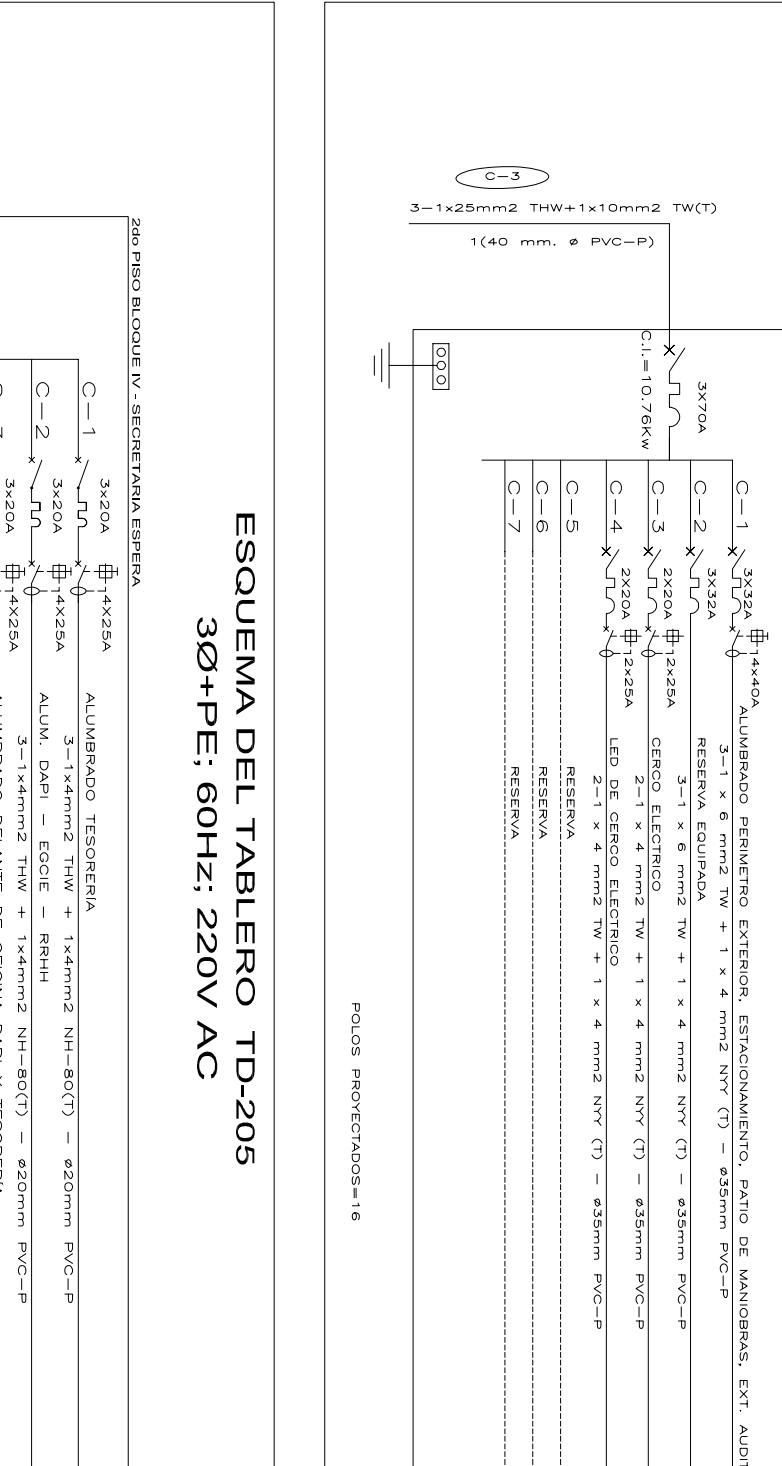 C-3
3-1x25mm2 THW+1x10mm2 TW(T)
1(40 mm. ø PVC-P)
C.I.=10.76Kw
3X70A
C-1
3X32A
4x40A
ALUMBRADO PERIMETRO EXTERIOR, ESTACIONAMIENTO, PATIO DE MANIOBRAS, EXT.
3-1 x 6 mm2 TW + 1 x 4 mm2 NYY (T) - ø35mm PVC-P
C-2
3X32A
RESERVA EQUIPADA
3-1 x 6 mm2 TW + 1 x 4 mm2 NYY (T) - ø35mm PVC-P
C-3
2X20A
2x25A
CERCO ELECTRICO
2-1 x 4 mm2 TW + 1 x 4 mm2 NYY (T) - ø35mm PVC-P
C-4
2X20A
2x25A
LED DE CERCO ELECTRICO
2-1 x 4 mm2 TW + 1 x 4 mm2 NYY (T) - ø35mm PVC-P
C-5
RESERVA
C-6
RESERVA
C-7
RESERVA
POLOS PROYECTADOS=16
ESQUEMA DEL TABLERO TD-205
3Ø+PE; 60Hz; 220V AC
2do PISO BLOQUE IV - SECRETARIA ESPERA
C-1
3x20A
4X25A
ALUMBRADO TESORERIA
3-1x4mm2 THW + 1x4mm2 NH-80(T) - ø20mm PVC-P
C-2
3x20A
4X25A
ALUM. DAPI - EGCIE - RRHH
3-1x4mm2 THW + 1x4mm2 NH-80(T) - ø20mm PVC-P
3x20A
4X25A